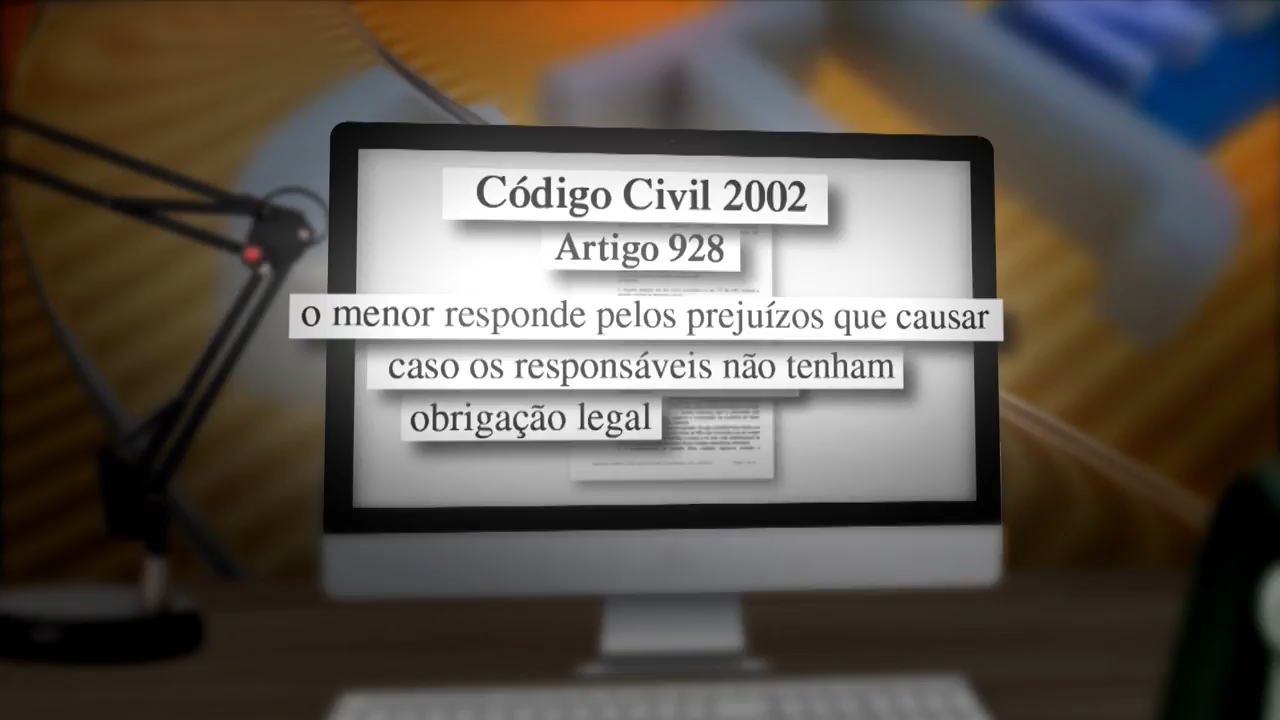 Código Civil 2002
Artigo 928
o menor responde pelos prejuízos que causar
caso os responsáveis não tenham
obrigação legal